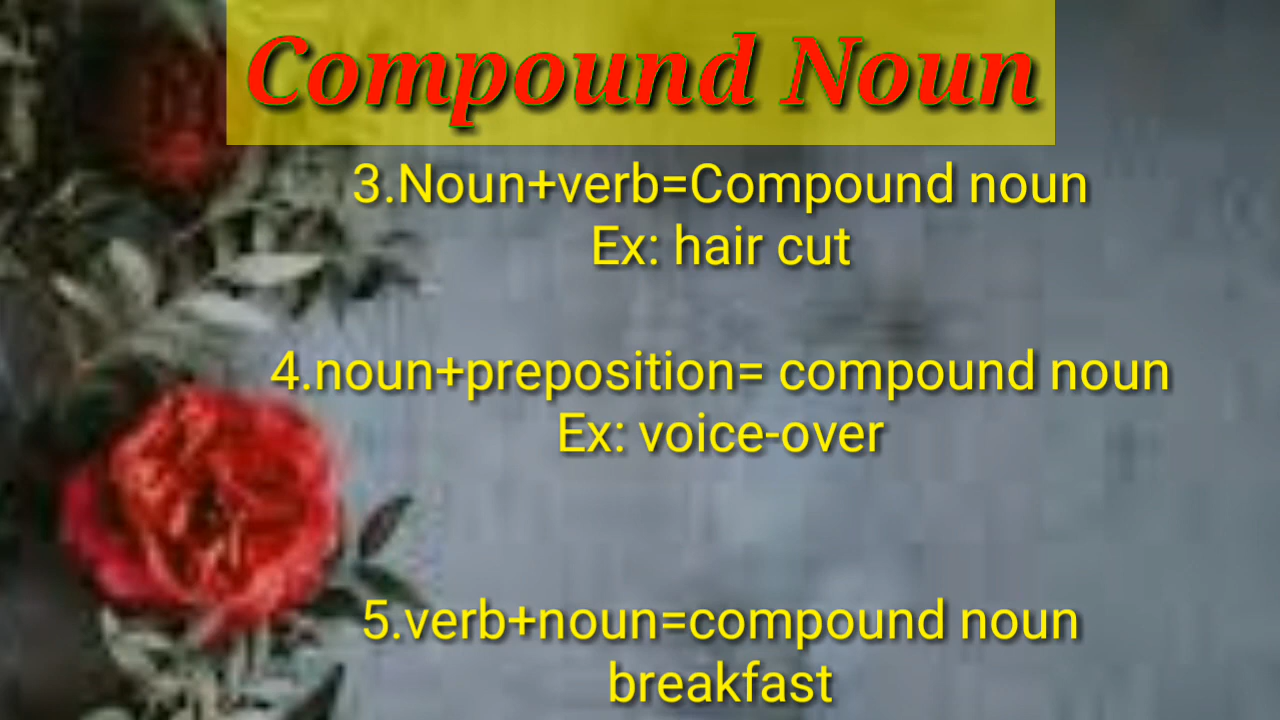 Compound Noun
3.Noun+verb=Compound noun
Ex: hair cut
4.noun+preposition= compound noun
Ex: voice-over
5.verb+noun=compound noun
breakfast